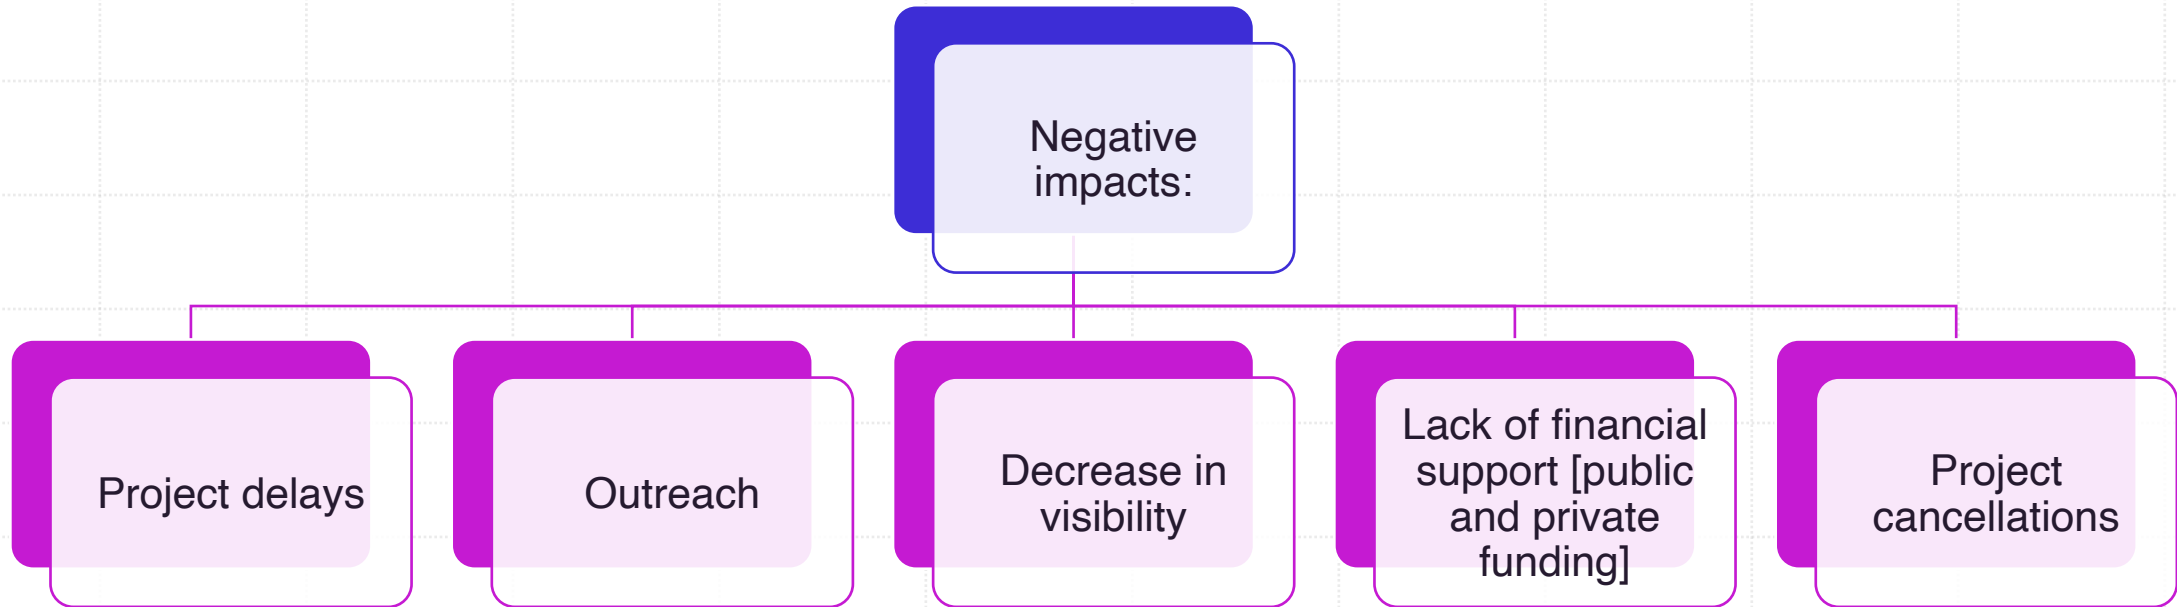 Negative
impacts:
Project delays
Outreach
Decrease in
visibility
Lack of financial
support [public
and private
funding]
Project
cancellations